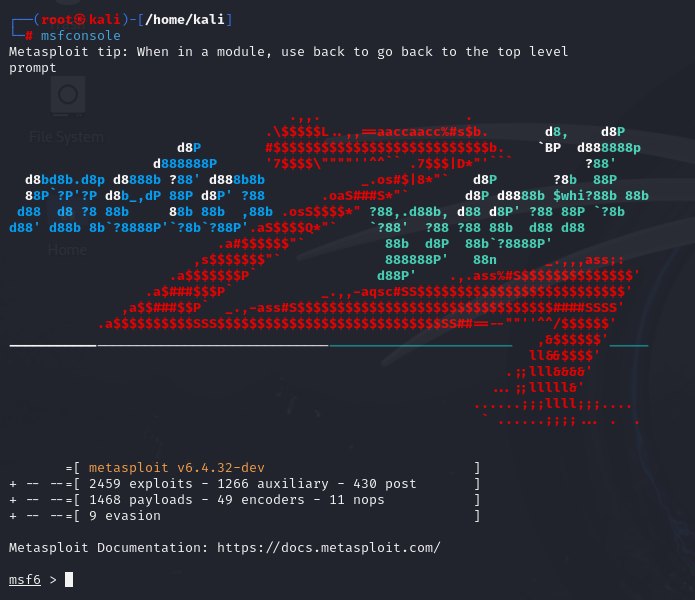 ┌──(root㉿kali)-[/home/kali]
└─# msfconsole
Metasploit tip: When in a module, use back to go back to the top level
prompt
File System
Home
=[ metasploit v6.4.32-dev ]
+ -- --=[ 2459 exploits - 1266 auxiliary - 430 post ]
+ -- --=[ 1468 payloads - 49 encoders - 11 nops ]
+ -- --=[ 9 evasion ]
Metasploit Documentation: https://docs.metasploit.com/
msf6 >